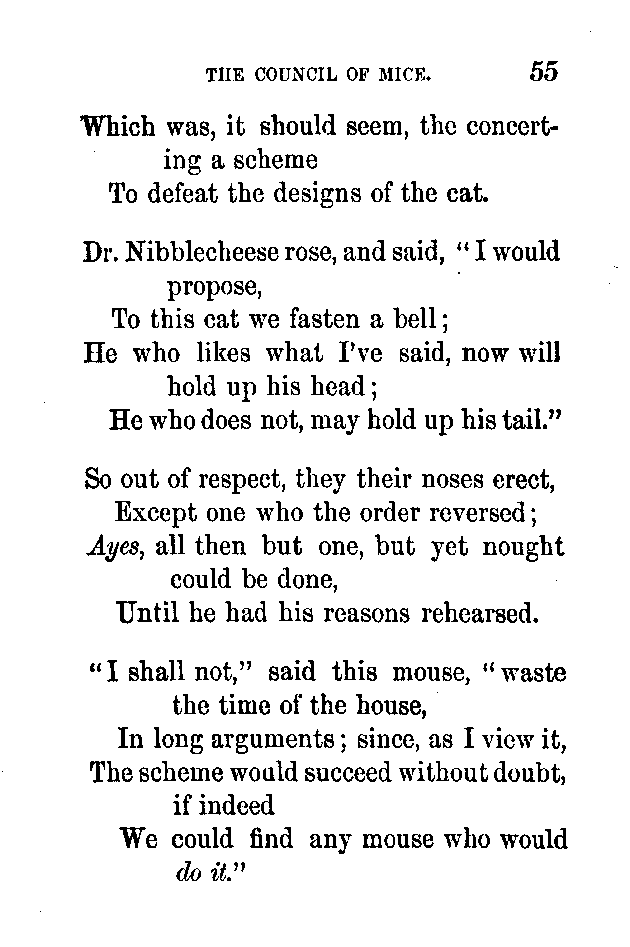 THE COUNCIL OF MICE. 55
Which was, it should seem, the concert-
ing a scheme
To defeat the designs of the cat.
Dr. Nibblecheese rose, and said, “I would
propose,
To this cat we fasten a bell;
He who likes what I’ve said, now will
hold up his head;
He who does not, may hold up his tail.”
So out of respect, they their noses erect,
Except one who the order reversed;
Ayes, all then but one, but yet nought
could be done,
Until he had his reasons rehearsed.
“I shall not,” said this mouse, “waste
the time of the house,
In long arguments; since, as I view it,
The scheme would succeed without doubt,
if indeed
We could find any mouse who would
do it.”